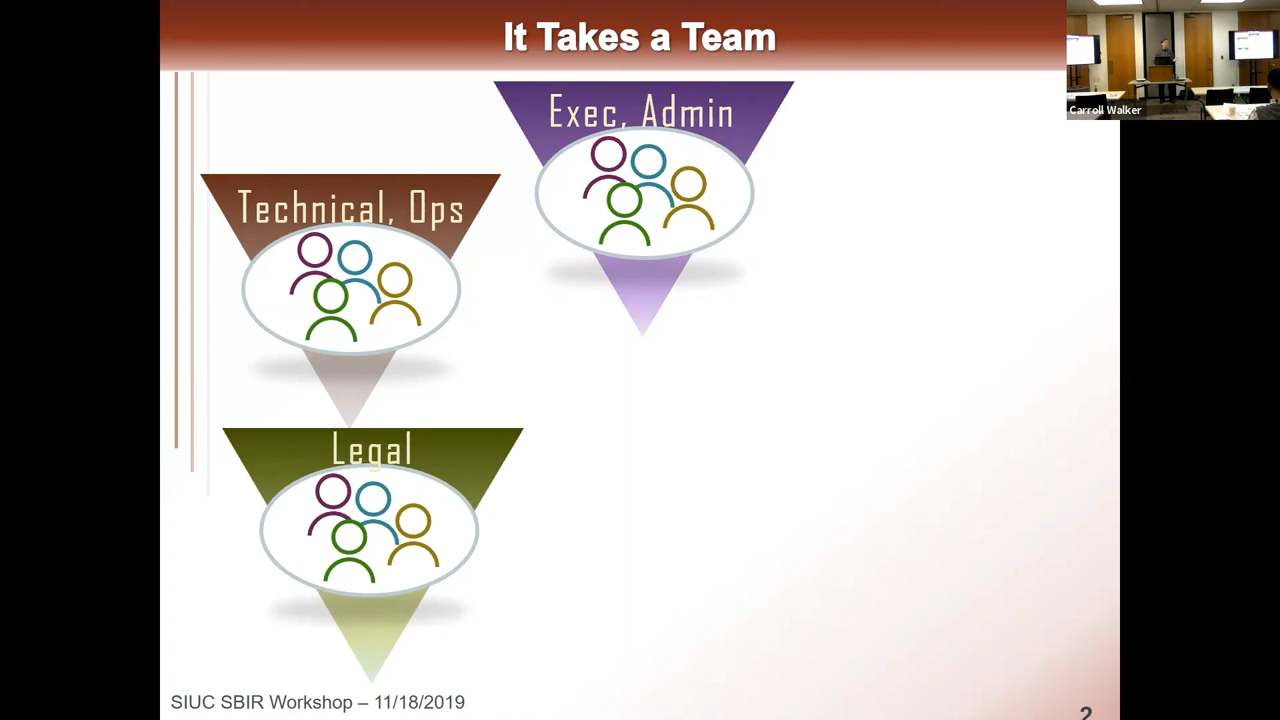 It Takes a Team
Exec, Admin
Carroll Walker
Technical, Ops
Legal
SIUC SBIR Workshop – 11/18/2019
2